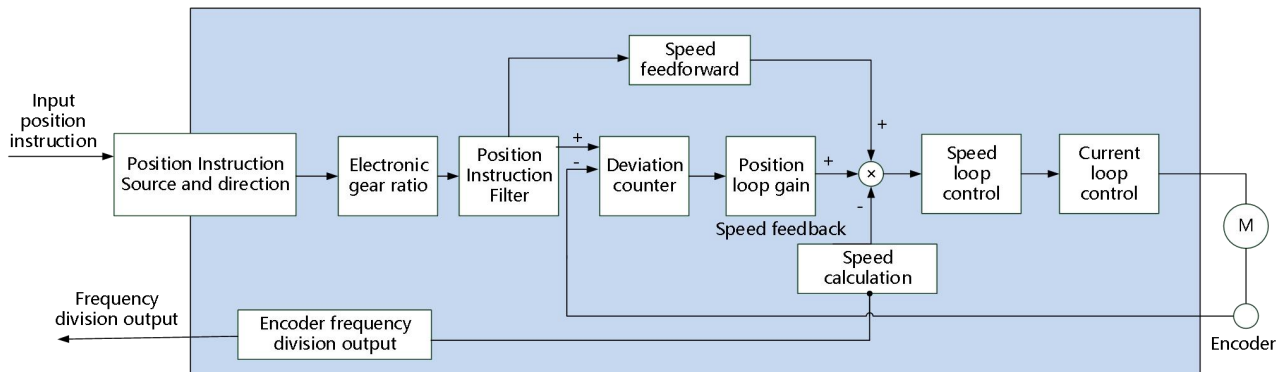 Input
position
instruction
Position Instruction
Source and direction
Electronic
gear ratio
Position
Instruction
Filter
Speed
feedforward
+
-
Deviation
counter
Position
loop gain
+
+
×
-
Speed feedback
Speed
calculation
Speed
loop
control
Current
loop
control
M
Encoder
Encoder frequency
division output
Frequency
division output